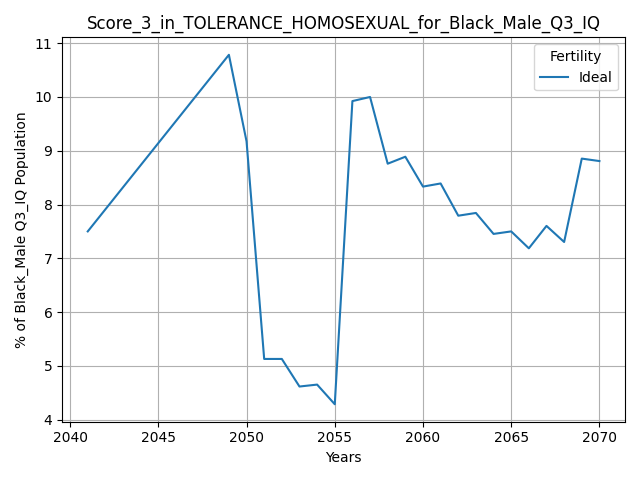 Score_3_in_TOLERANCE_HOMOSEXUAL_for_Black_Male_Q3_IQ
11
10
9
8
7
6
5
4
% of Black_Male Q3_IQ Population
Fertility
Ideal
2040 2045 2050 2055 2060 2065 2070
Years